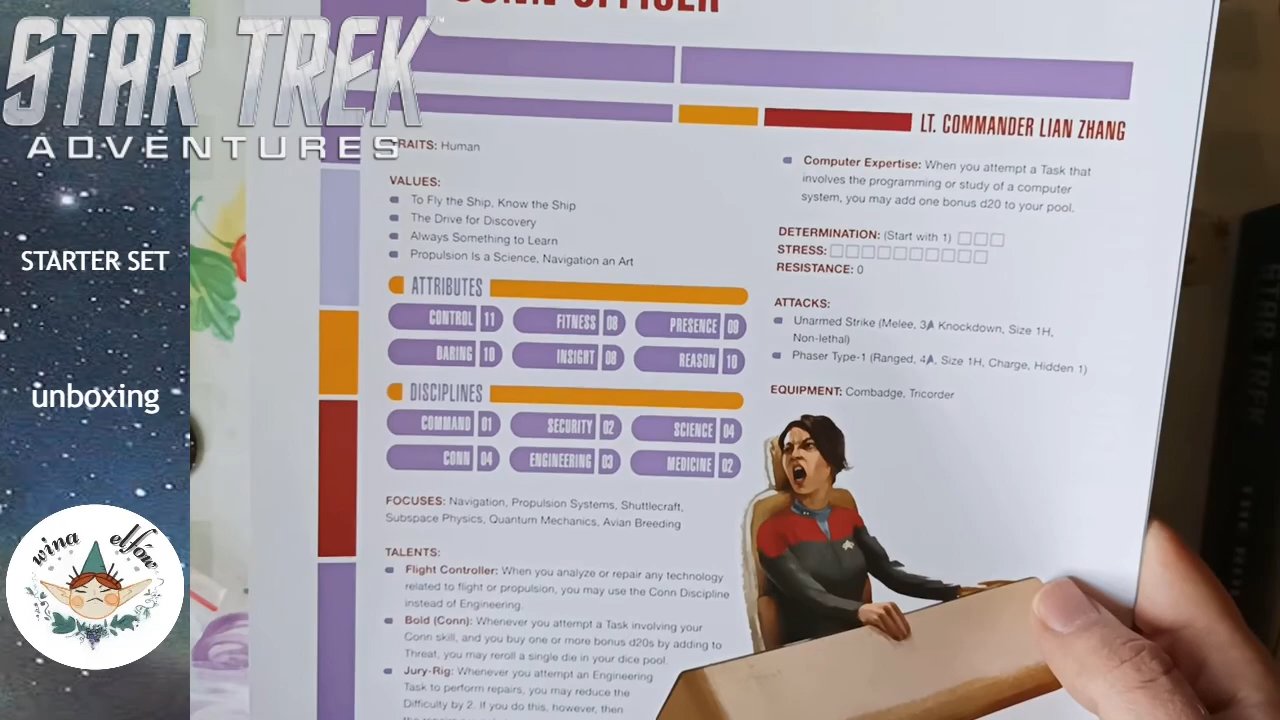 STAR TREK
ADVENTURES
STARTER SET
unboxing
wina elfów
OFFICER
LT. COMMANDER LIAN ZHANG
TRAITS: Human
VALUES:
To Fly the Ship, Know the Ship
The Drive for Discovery
Always Something to Learn
Propulsion Is a Science, Navigation an Art
ATTRIBUTES
CONTROL 11 FITNESS 08 PRESENCE 09
DARING 10 INSIGHT 08 REASON 10
DISCIPLINES
COMMAND 01 SECURITY 02 SCIENCE 04
CONN 04 ENGINEERING 03 MEDICINE 02
FOCUSES: Navigation, Propulsion Systems, Shuttlecraft,
Subspace Physics, Quantum Mechanics, Avian Breeding
TALENTS:
Flight Controller: When you analyze or repair any technology
related to flight or propulsion, you may use the Conn Discipline
instead of Engineering.
Bold (Conn): Whenever you attempt a Task involving your
Conn skill, and you buy one or more bonus d20s by adding to
Threat, you may reroll a single die in your dice pool.
Jury-Rig: Whenever you attempt an Engineering
Task to perform repairs, you may reduce the
Difficulty by 2. If you do this, however, then
Computer Expertise: When you attempt a Task that
involves the programming or study of a computer
system, you may add one bonus d20 to your pool.
DETERMINATION: (Start with 1)
STRESS:
RESISTANCE: 0
ATTACKS:
Unarmed Strike (Melee, 3 Knockdown, Size 1H,
Non-lethal)
Phaser Type-1 (Ranged, 4, Size 1H, Charge, Hidden 1)
EQUIPMENT: Combadge, Tricorder